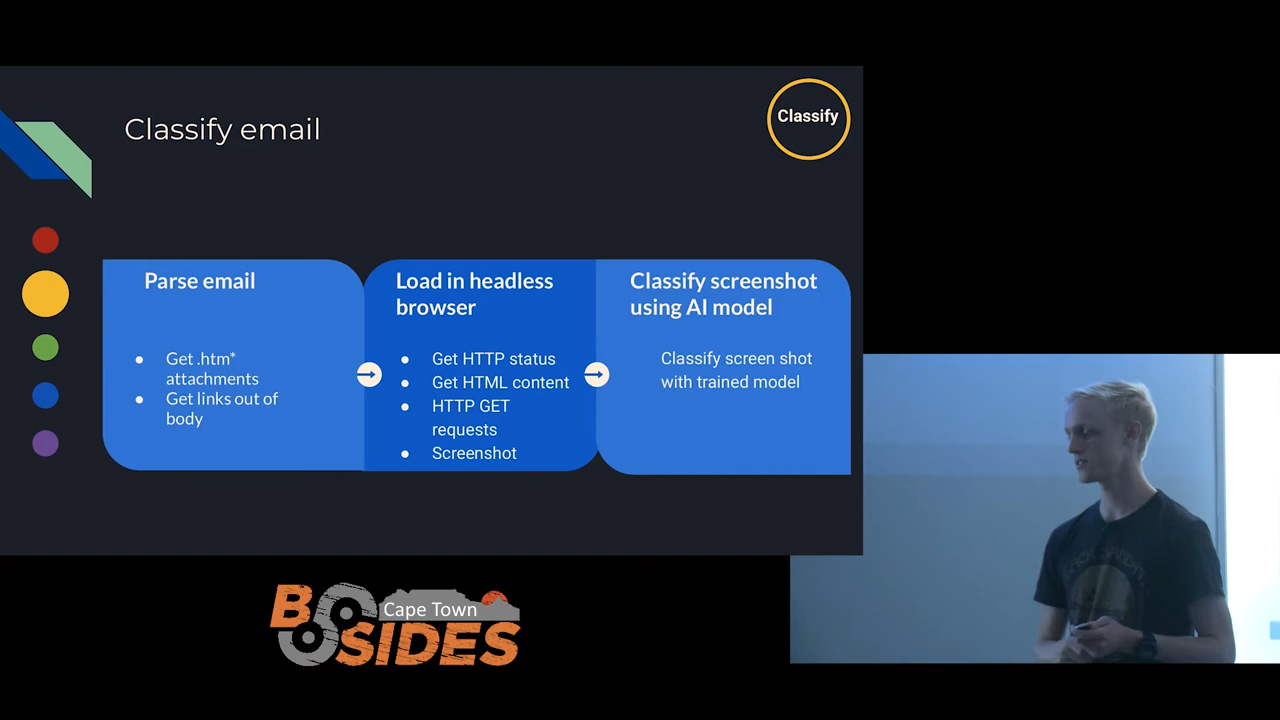 Classify email
Classify
Parse email
● Get .htm*
attachments
● Get links out of
body
Load in headless
browser
● Get HTTP status
● Get HTML content
● HTTP GET
requests
● Screenshot
Classify screenshot
using AI model
Classify screen shot
with trained model
BSIDES
Cape Town